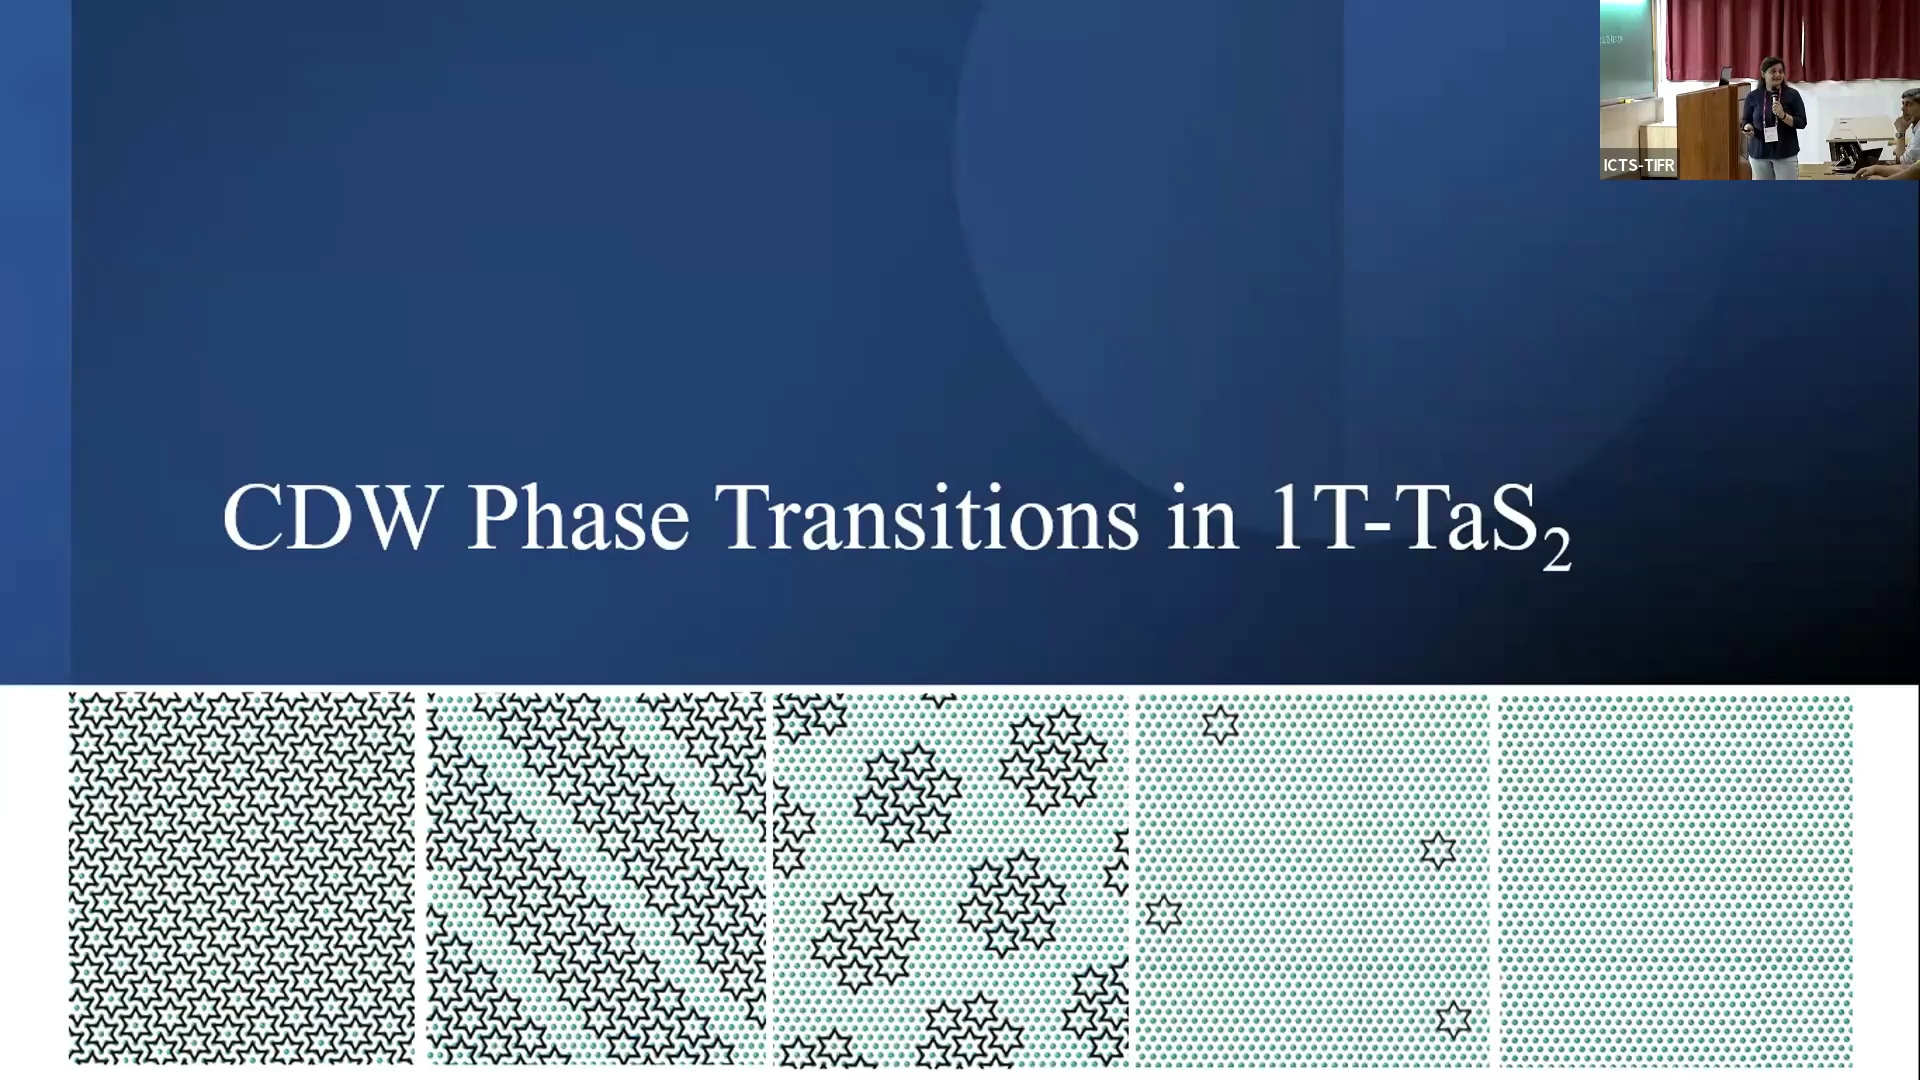 ICTS-TIFR
CDW Phase Transitions in 1T-TaS₂